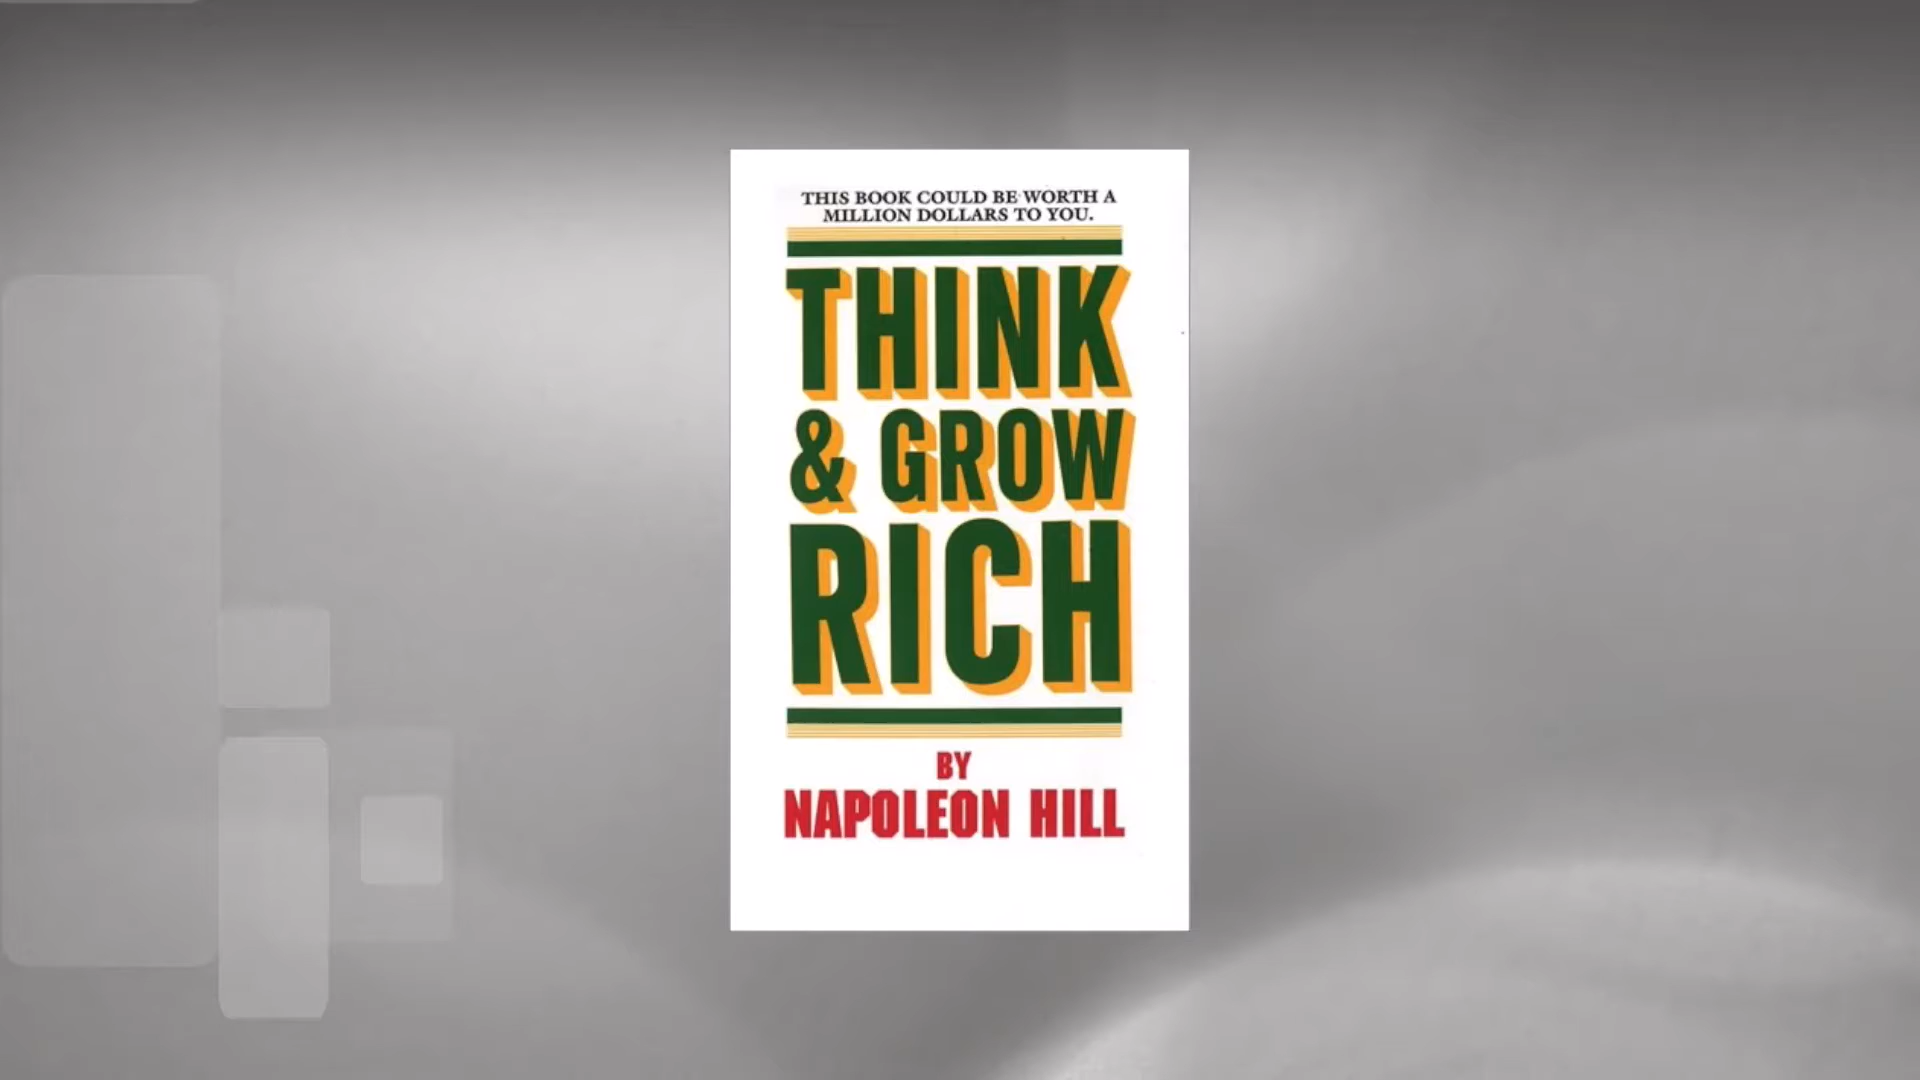 THIS BOOK COULD BE WORTH A
MILLION DOLLARS TO YOU.
THINK
& GROW
RICH
BY
NAPOLEON HILL